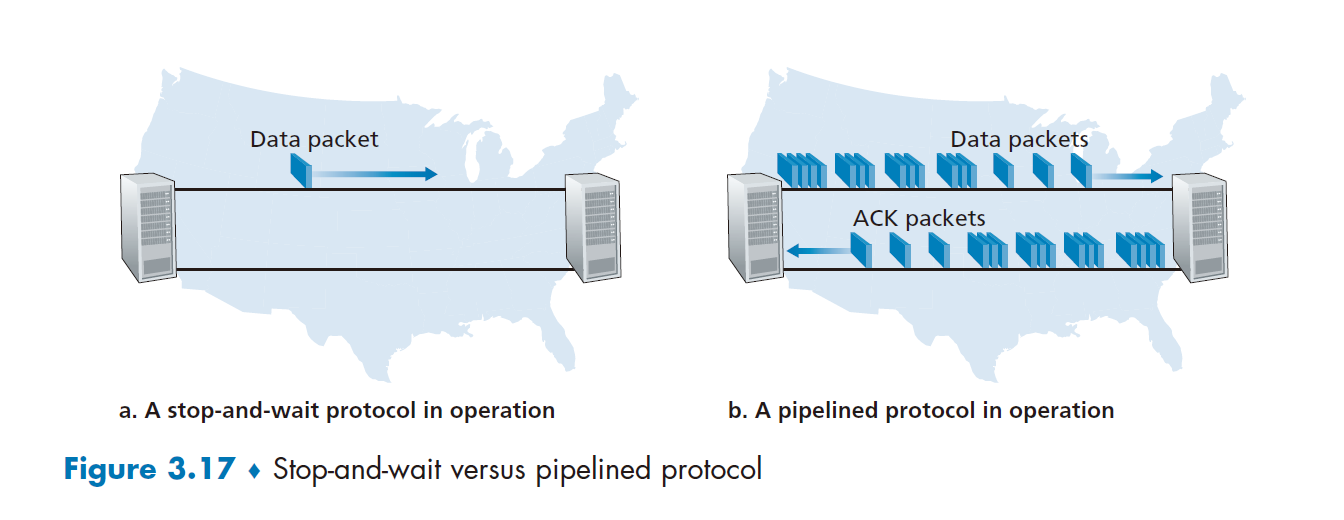 Data packet
Data packets
ACK packets
a. A stop-and-wait protocol in operation
b. A pipelined protocol in operation
Figure 3.17 ♦ Stop-and-wait versus pipelined protocol